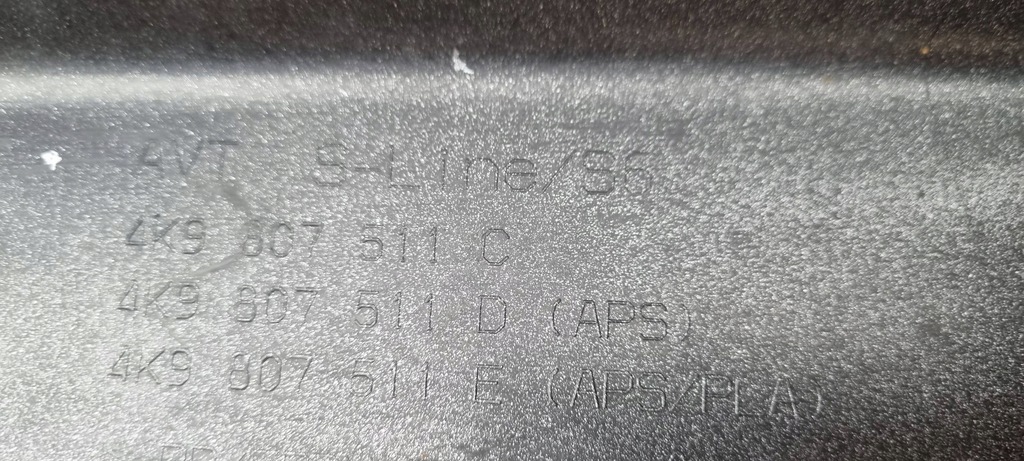 AVT S-Line/S6
4K9 807 511 C
4K9 807 511 D (APS)
4K9 807 511 E (APS/PLA)